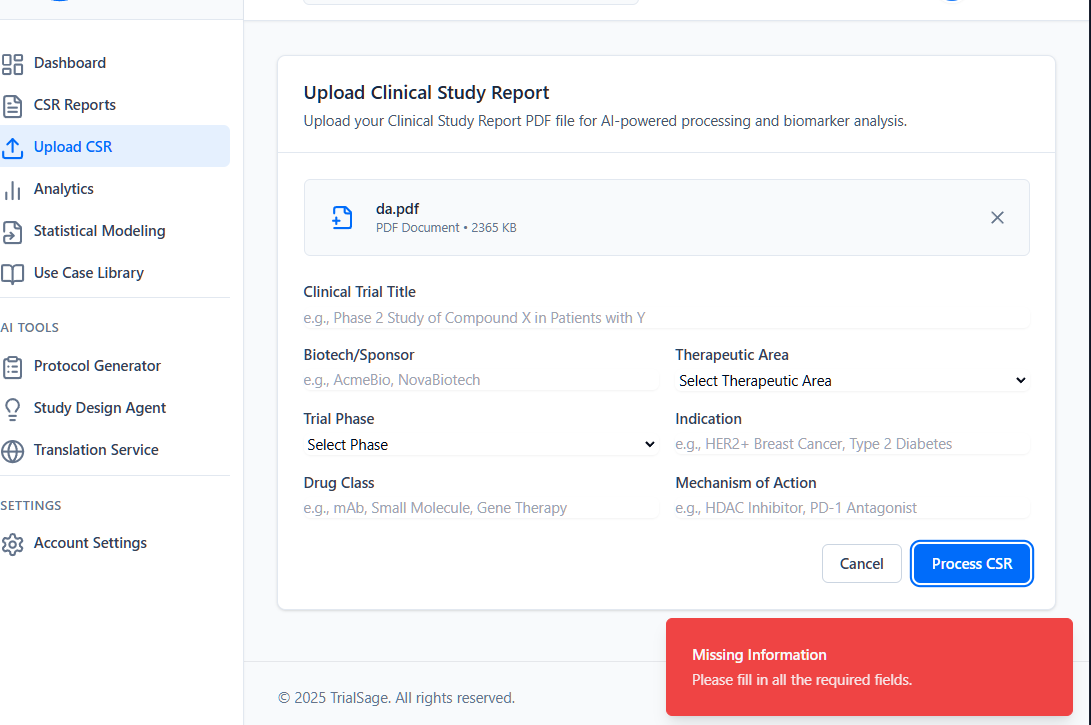 Dashboard
CSR Reports
Upload CSR
Analytics
Statistical Modeling
Use Case Library
AI TOOLS
Protocol Generator
Study Design Agent
Translation Service
SETTINGS
Account Settings
Upload Clinical Study Report
Upload your Clinical Study Report PDF file for AI-powered processing and biomarker analysis.
da.pdf
PDF Document • 2365 KB
Clinical Trial Title
e.g., Phase 2 Study of Compound X in Patients with Y
Biotech/Sponsor
e.g., AcmeBio, NovaBiotech
Therapeutic Area
Select Therapeutic Area
Trial Phase
Select Phase
Indication
e.g., HER2+ Breast Cancer, Type 2 Diabetes
Drug Class
e.g., mAb, Small Molecule, Gene Therapy
Mechanism of Action
e.g., HDAC Inhibitor, PD-1 Antagonist
Cancel
Process CSR
Missing Information
Please fill in all the required fields.
© 2025 TrialSage. All rights reserved.